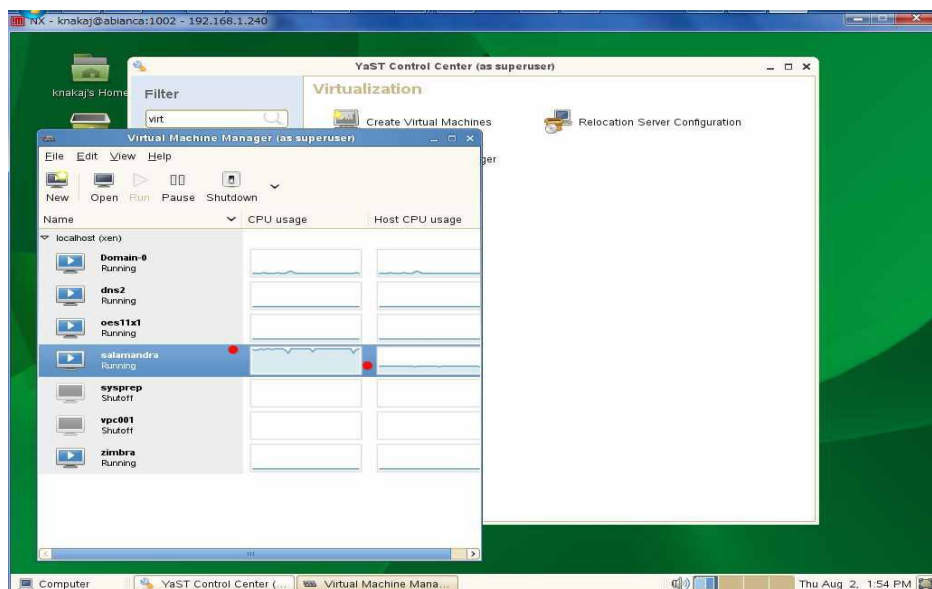 NX - knakaj@abianca:1002 - 192.168.1.240
knakaj's Home
YaST Control Center (as superuser)
Filter
virt
Virtualization
Create Virtual Machines
Relocation Server Configuration
ger
Virtual Machine Manager (as superuser)
File Edit View Help
New Open Run Pause Shutdown
Name CPU usage Host CPU usage
localhost (xen)
Domain-0
Running
dns2
Running
oes11x1
Running
salamandra
Running
sysprep
Shutoff
vpc001
Shutoff
zimbra
Running
Computer YaST Control Center (... Virtual Machine Mana... Thu Aug 2, 1:54 PM